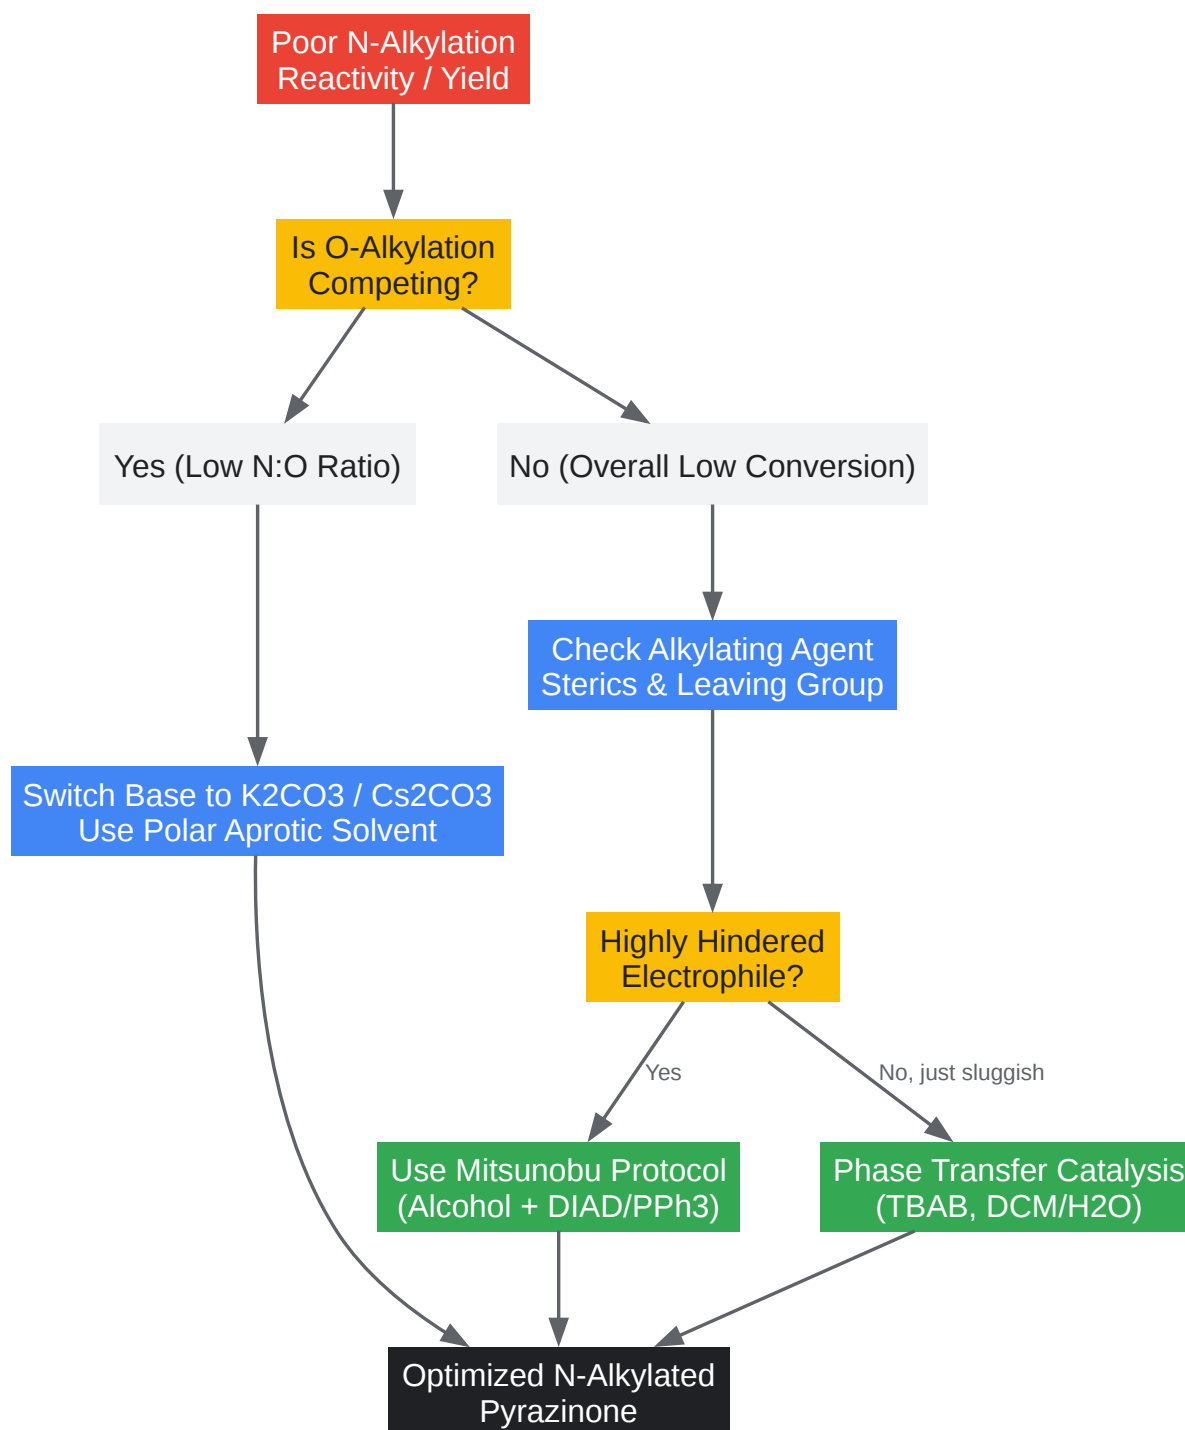 Poor N-Alkylation
Reactivity / Yield
Is O-Alkylation
Competing?
Yes (Low N:O Ratio)
No (Overall Low Conversion)
Check Alkylating Agent
Sterics & Leaving Group
Switch Base to K2CO3 / Cs2CO3
Use Polar Aprotic Solvent
Highly Hindered
Electrophile?
Yes
No, just sluggish
Use Mitsunobu Protocol
(Alcohol + DIAD/PPh3)
Phase Transfer Catalysis
(TBAB, DCM/H2O)
Optimized N-Alkylated
Pyrazinone